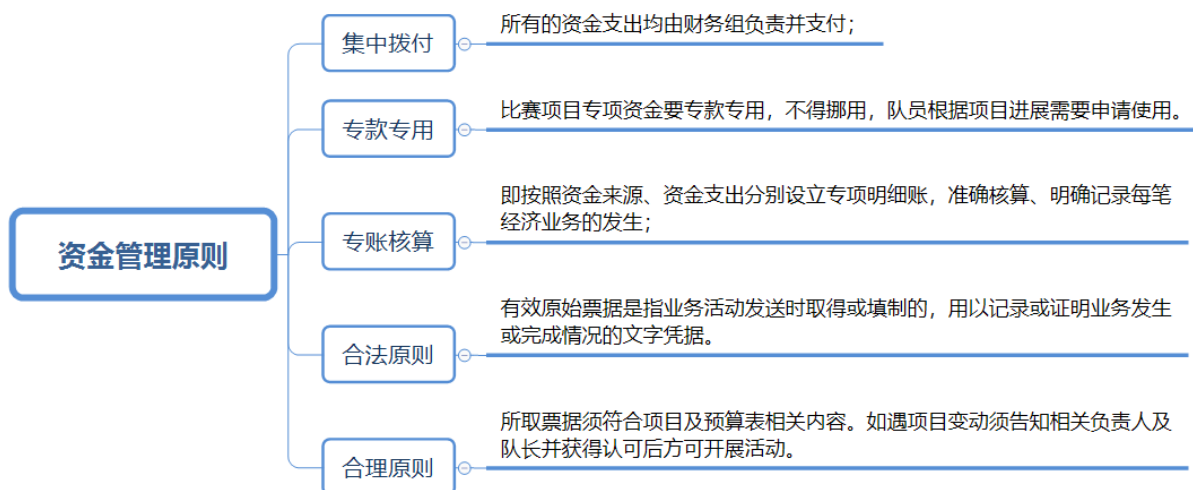 资金管理原则
集中拨付
所有的资金支出均由财务组负责并支付；
专款专用
比赛项目专项资金要专款专用，不得挪用，队员根据项目进展需要申请使用。
专账核算
即按照资金来源、资金支出分别设立专项明细账，准确核算、明确记录每笔
经济业务的发生；
合法原则
有效原始票据是指业务活动发送时取得或填制的，用以记录或证明业务发生
或完成情况的文字凭据。
合理原则
所取票据须符合项目及预算表相关内容。如遇项目变动须告知相关负责人及
队长并获得认可后方可开展活动。